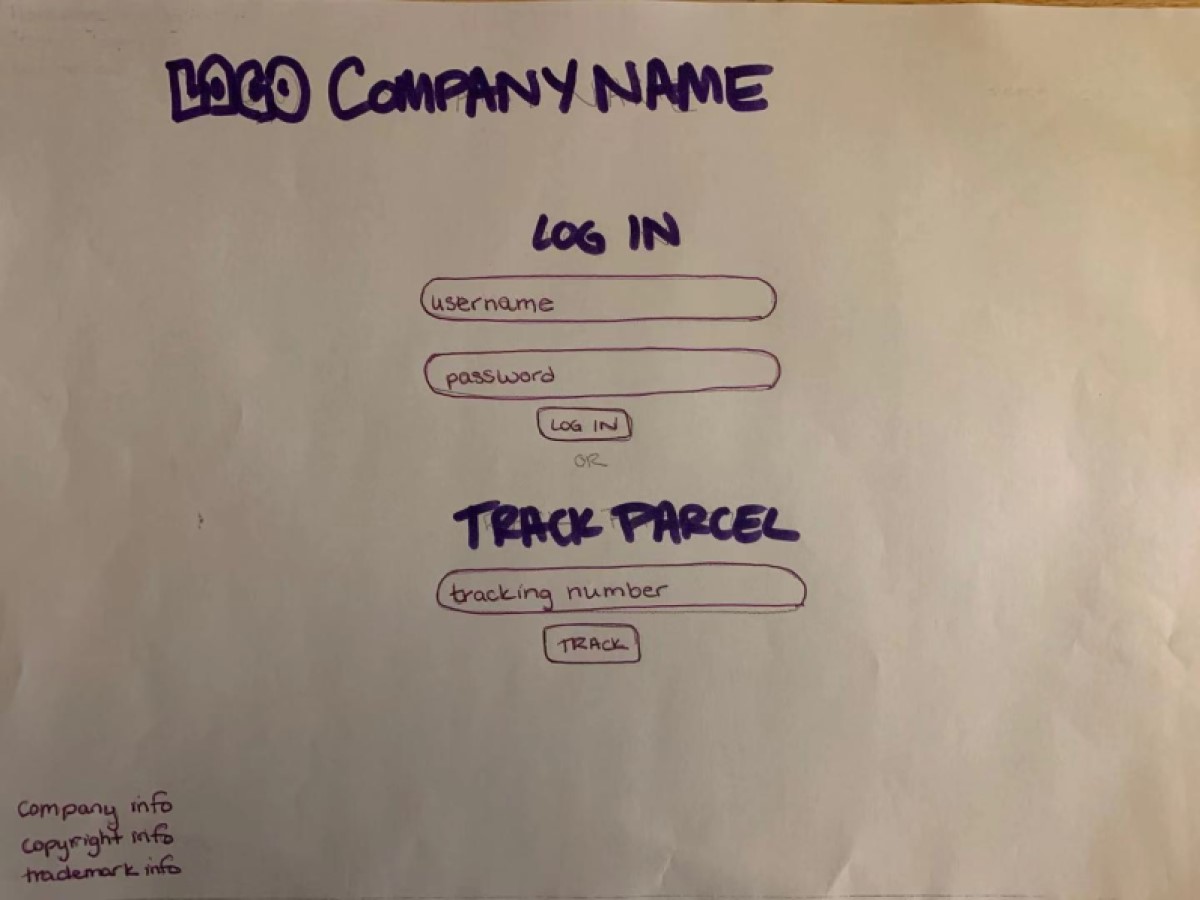 LOGO COMPANY NAME
LOG IN
username
password
LOG IN
OR
TRACK PARCEL
tracking number
TRACK
company info
copyright info
trademark info